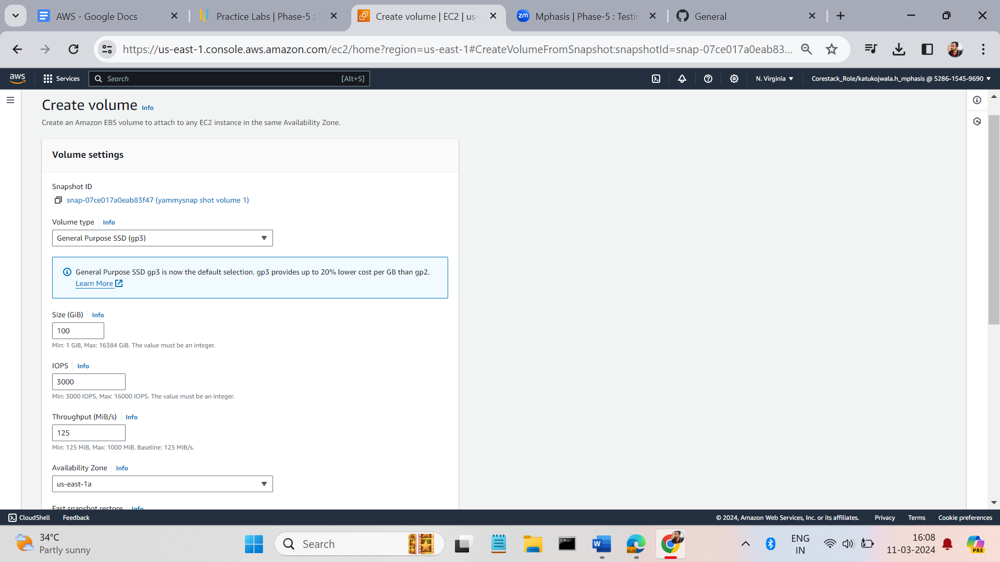 AWS - Google Docs
Practice Labs | Phase-5 : T
Create volume | EC2 | us-
zm
Mphasis | Phase-5 : Testin
General
https://us-east-1.console.aws.amazon.com/ec2/home?region=us-east-1#CreateVolumeFromSnapshot:snapshotId=snap-07ce017a0eab83...
aws
Services
Search
[Alt+S]
N. Virginia
Corestack_Role/katukojwala.h_mphasis @ 5286-1545-9690
Create volume Info
Create an Amazon EBS volume to attach to any EC2 instance in the same Availability Zone.
Volume settings
Snapshot ID
snap-07ce017a0eab83f47 (yammysnap shot volume 1)
Volume type Info
General Purpose SSD (gp3)
General Purpose SSD gp3 is now the default selection. gp3 provides up to 20% lower cost per GB than gp2.
Learn More
Size (GiB) Info
100
Min: 1 GiB, Max: 16384 GiB. The value must be an integer.
IOPS Info
3000
Min: 3000 IOPS, Max: 16000 IOPS. The value must be an integer.
Throughput (MiB/s) Info
125
Min: 125 MiB, Max: 1000 MiB. Baseline: 125 MiB/s.
Availability Zone Info
us-east-1a
Fast snapshot restore Info
CloudShell Feedback
© 2024, Amazon Web Services, Inc. or its affiliates. Privacy Terms Cookie preferences
34°C
Partly sunny
Search
W
ENG
IN
16:08
11-03-2024
PRE